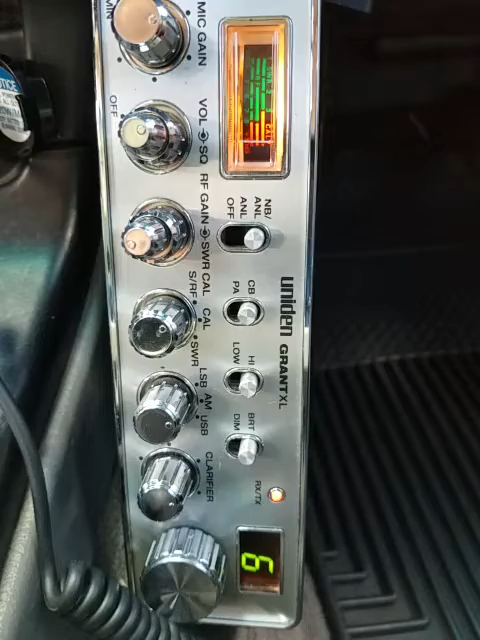 MIN
MIC GAIN
OFF
VOL
SQ
RF GAIN
SWR CAL
S/RF
CAL
SWR
LSB
AM
USB
CLARIFIER
NB/
ANL
ANL
OFF
CB
PA
HI
LOW
BRT
DIM
uniden GRANT XL
RX/TX